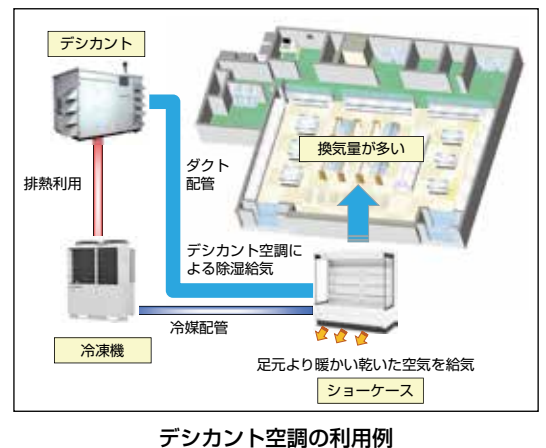 デシカント
換気量が多い
排熱利用
ダクト
配管
デシカント空調に
よる除湿給気
冷媒配管
冷凍機
足元より暖かい乾いた空気を給気
ショーケース
デシカント空調の利用例